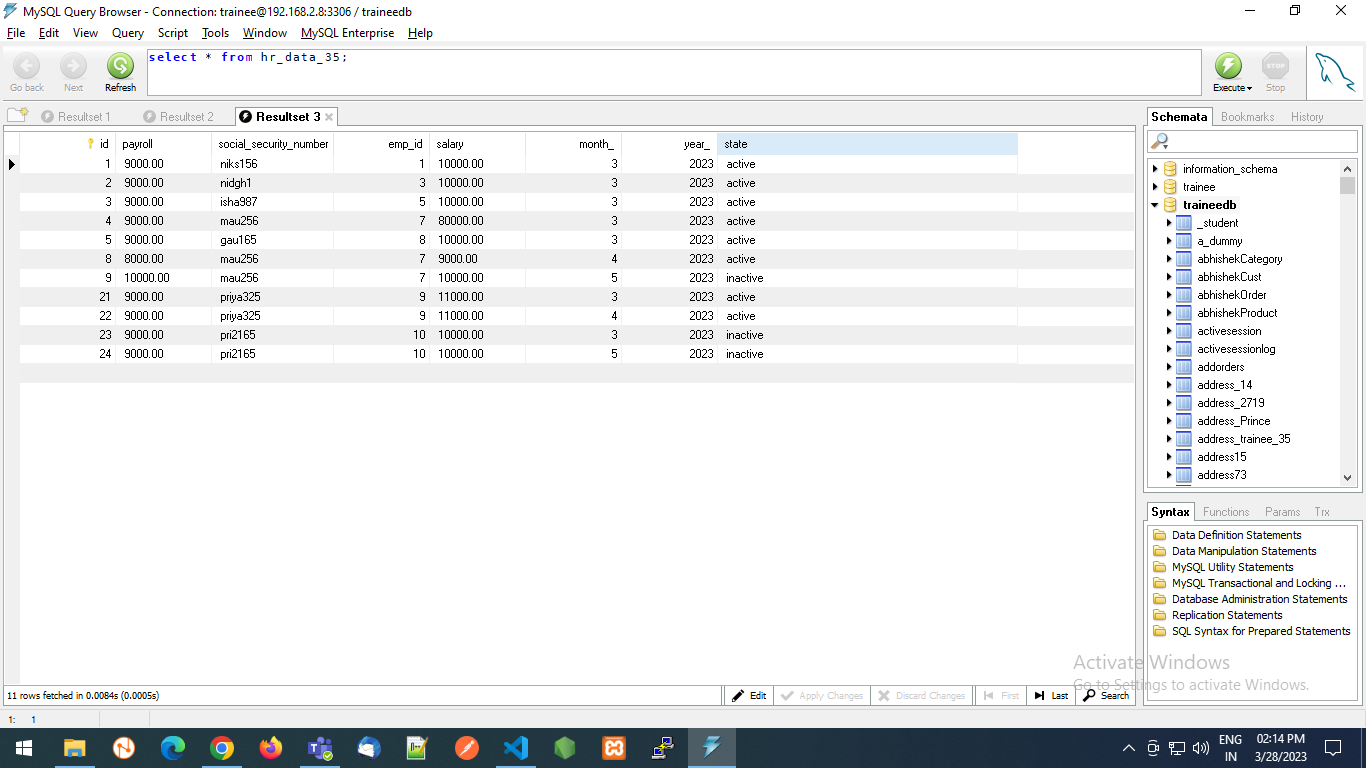 MySQL Query Browser - Connection: trainee@192.168.2.8:3306 / traineedb
File Edit View Query Script Tools Window MySQL Enterprise Help
select * from hr_data_35;
Go back Next Refresh Execute Stop
Resultset 1 Resultset 2 Resultset 3
id payroll social_security_number emp_id salary month_ year_ state
1 9000.00 niks156 1 10000.00 3 2023 active
2 9000.00 nidgh1 3 10000.00 3 2023 active
3 9000.00 isha987 5 10000.00 3 2023 active
4 9000.00 mau256 7 80000.00 3 2023 active
5 9000.00 gau165 8 10000.00 3 2023 active
8 8000.00 mau256 7 9000.00 4 2023 active
9 10000.00 mau256 7 10000.00 5 2023 inactive
21 9000.00 priya325 9 11000.00 3 2023 active
22 9000.00 priya325 9 11000.00 4 2023 active
23 9000.00 pri2165 10 10000.00 3 2023 inactive
24 9000.00 pri2165 10 10000.00 5 2023 inactive
11 rows fetched in 0.0084s (0.0005s)
Edit Apply Changes Discard Changes First Last Search
1: 1
Schemata Bookmarks History
information_schema
trainee
traineedb
_student
a_dummy
abhishekCategory
abhishekCust
abhishekOrder
abhishekProduct
activesession
activesessionlog
addorders
address_14
address_2719
address_Prince
address_trainee_35
address15
address73
Syntax Functions Params Trx
Data Definition Statements
Data Manipulation Statements
MySQL Utility Statements
MySQL Transactional and Locking ...
Database Administration Statements
Replication Statements
SQL Syntax for Prepared Statements
Activate Windows
Go to Settings to activate Windows.
ENG
IN
02:14 PM
3/28/2023